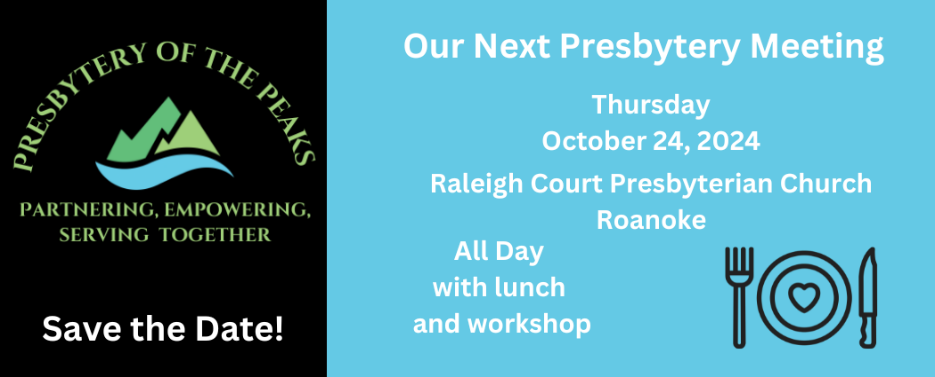 PRESBYTERY OF THE PEAKS
PARTNERING, EMPOWERING,
SERVING TOGETHER
Save the Date!
Our Next Presbytery Meeting
Thursday
October 24, 2024
Raleigh Court Presbyterian Church
Roanoke
All Day
with lunch
and workshop